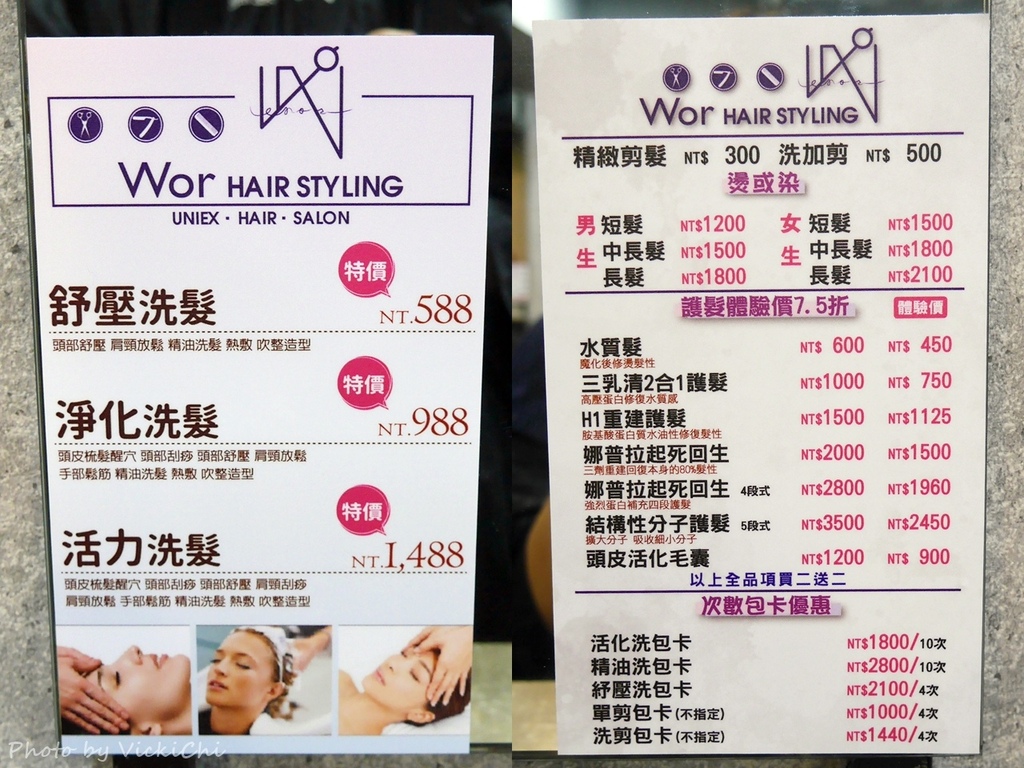 Wor HAIR STYLING
UNIEX · HAIR · SALON
特價
舒壓洗髮 NT.588
頭部舒壓 肩頸放鬆 精油洗髮 熱敷 吹整造型
特價
淨化洗髮 NT.988
頭皮梳髮醒穴 頭部刮痧 頭部舒壓 肩頸放鬆
手部鬆筋 精油洗髮 熱敷 吹整造型
特價
活力洗髮 NT.1,488
頭皮梳髮醒穴 頭部刮痧 頭部舒壓 肩頸刮痧
肩頸放鬆 手部鬆筋 精油洗髮 熱敷 吹整造型
Photo by VickiChi
Wor HAIR STYLING
精緻剪髮 NT$ 300 洗加剪 NT$ 500
燙或染
男生 短髮 NT$1200 女生 短髮 NT$1500
中長髮 NT$1500 中長髮 NT$1800
長髮 NT$1800 長髮 NT$2100
護髮體驗價7.5折 體驗價
水質髮 NT$ 600 NT$ 450
魔化後修燙髮性
三乳清2合1護髮 NT$1000 NT$ 750
高壓蛋白修復水質感
H1重建護髮 NT$1500 NT$1125
胺基酸蛋白質水油性修復髮性
娜普拉起死回生 NT$2000 NT$1500
三劑重建回復本身的80%髮性
娜普拉起死回生 4段式 NT$2800 NT$1960
強烈蛋白補充四段護髮
結構性分子護髮 5段式 NT$3500 NT$2450
擴大分子 吸收細小分子
頭皮活化毛囊 NT$1200 NT$ 900
以上全品項買二送二
次數包卡優惠
活化洗包卡 NT$1800/10次
精油洗包卡 NT$2800/10次
紓壓洗包卡 NT$2100/4次
單剪包卡(不指定) NT$1000/4次
洗剪包卡(不指定) NT$1440/4次